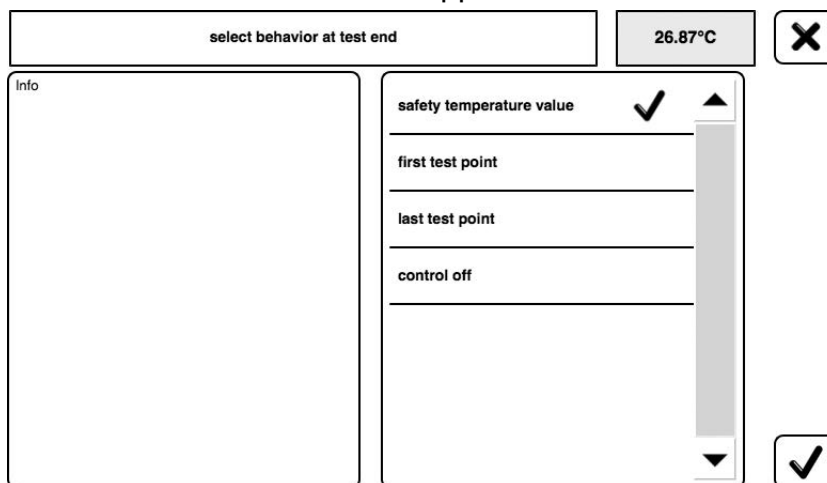 select behavior at test end
26.87°C
Info
safety temperature value
first test point
last test point
control off